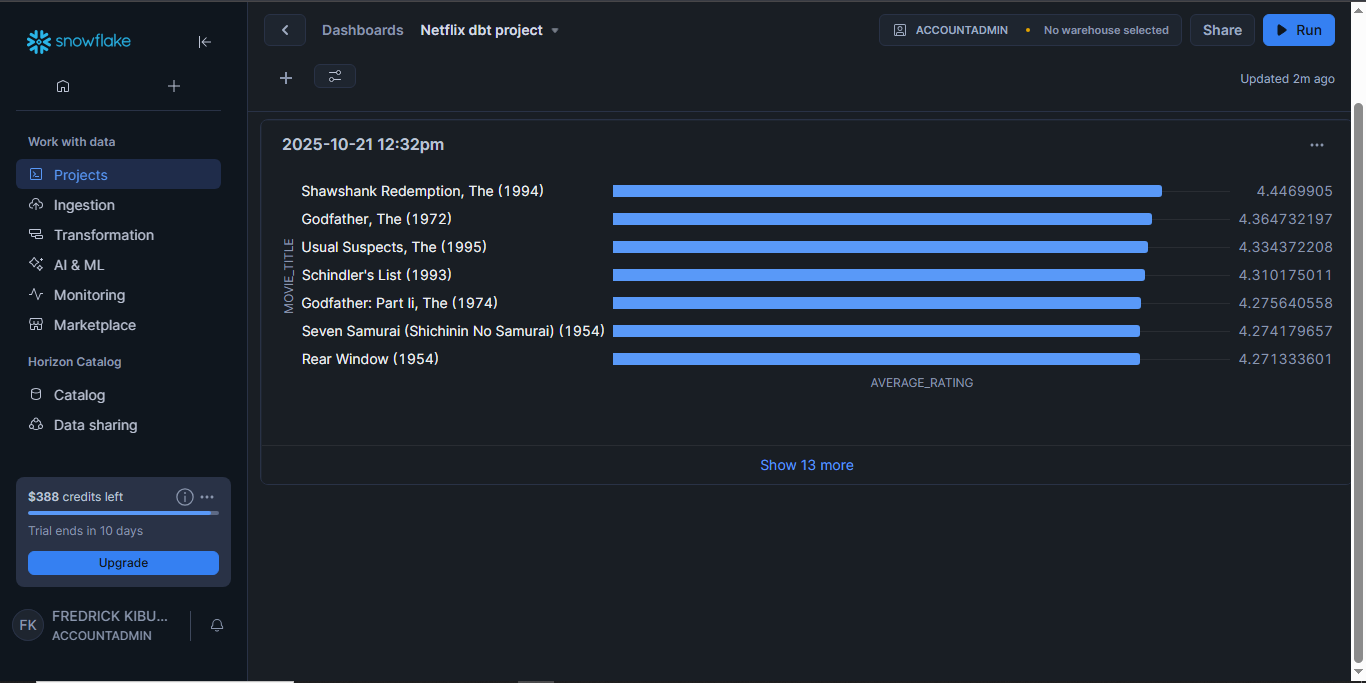 snowflake
Work with data
Projects
Ingestion
Transformation
AI & ML
Monitoring
Marketplace
Horizon Catalog
Catalog
Data sharing
$388 credits left
Trial ends in 10 days
Upgrade
FK
FREDRICK KIBU...
ACCOUNTADMIN
Dashboards Netflix dbt project
ACCOUNTADMIN • No warehouse selected
Share
Run
Updated 2m ago
2025-10-21 12:32pm
MOVIE_TITLE
Shawshank Redemption, The (1994) 4.4469905
Godfather, The (1972) 4.364732197
Usual Suspects, The (1995) 4.334372208
Schindler's List (1993) 4.310175011
Godfather: Part Ii, The (1974) 4.275640558
Seven Samurai (Shichinin No Samurai) (1954) 4.274179657
Rear Window (1954) 4.271333601
AVERAGE_RATING
Show 13 more